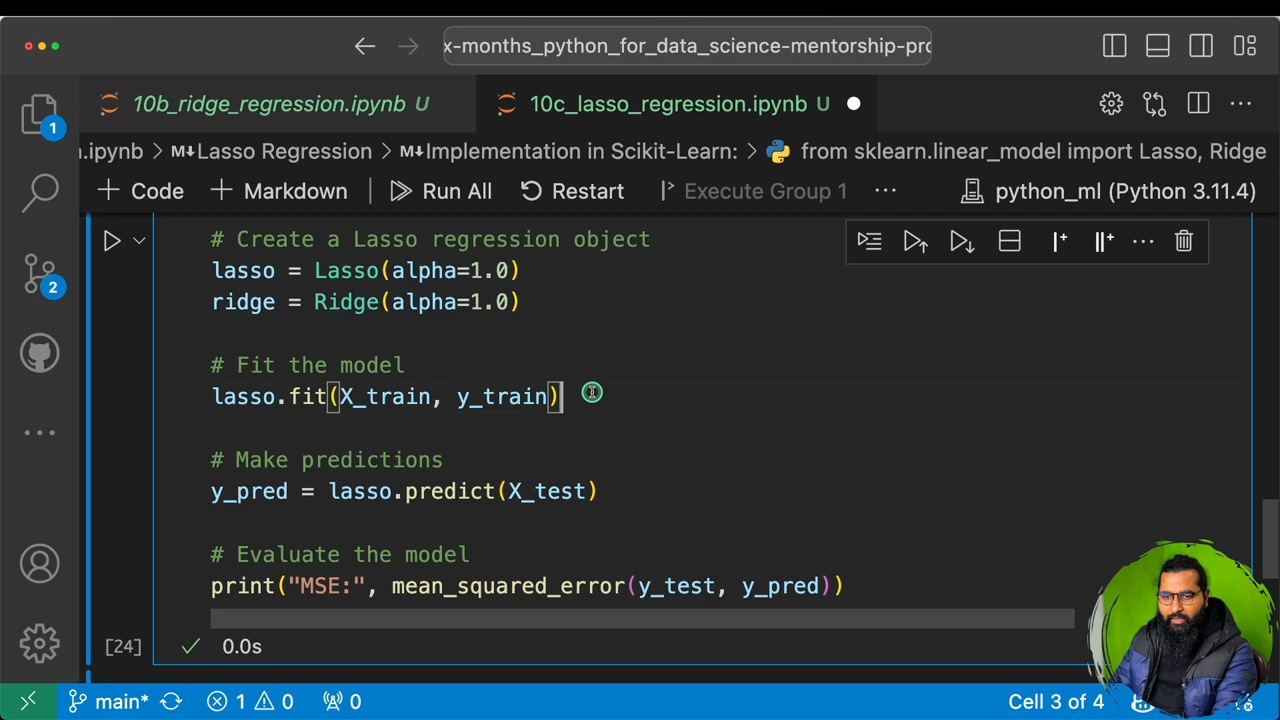 x-months_python_for_data_science-mentorship-pro
10b_ridge_regression.ipynb U
10c_lasso_regression.ipynb U
.ipynb > M↓Lasso Regression > M↓Implementation in Scikit-Learn: > from sklearn.linear_model import Lasso, Ridge
+ Code + Markdown Run All Restart Execute Group 1 ... python_ml (Python 3.11.4)
# Create a Lasso regression object
lasso = Lasso(alpha=1.0)
ridge = Ridge(alpha=1.0)
# Fit the model
lasso.fit(X_train, y_train)
# Make predictions
y_pred = lasso.predict(X_test)
# Evaluate the model
print("MSE:", mean_squared_error(y_test, y_pred))
[24] 0.0s
1
2
main* 1 0 0 Cell 3 of 4